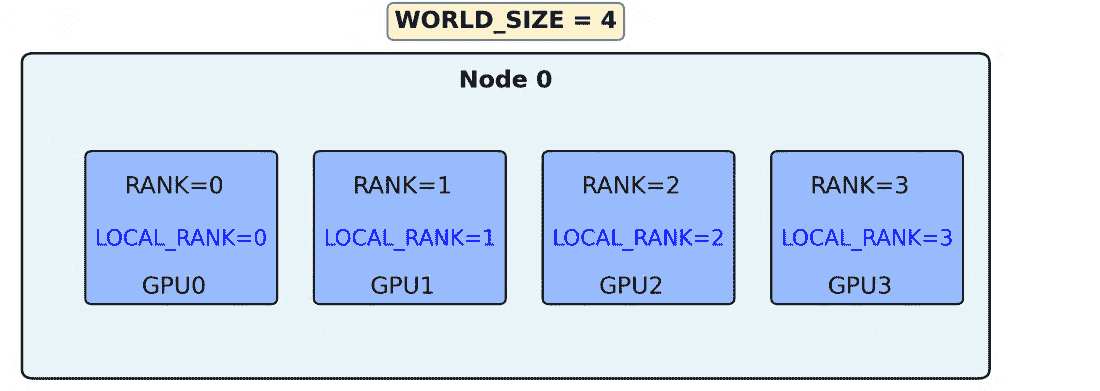 WORLD_SIZE = 4
Node 0
RANK=0
LOCAL_RANK=0
GPU0
RANK=1
LOCAL_RANK=1
GPU1
RANK=2
LOCAL_RANK=2
GPU2
RANK=3
LOCAL_RANK=3
GPU3